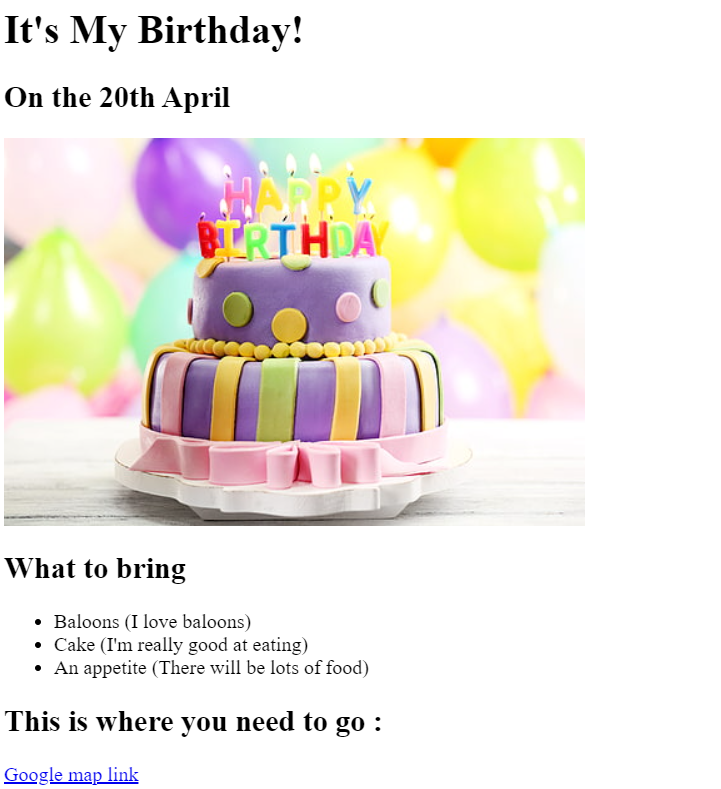 It's My Birthday!
On the 20th April
HAPPY
BIRTHDAY
What to bring
Baloons (I love baloons)
Cake (I'm really good at eating)
An appetite (There will be lots of food)
This is where you need to go :
Google map link